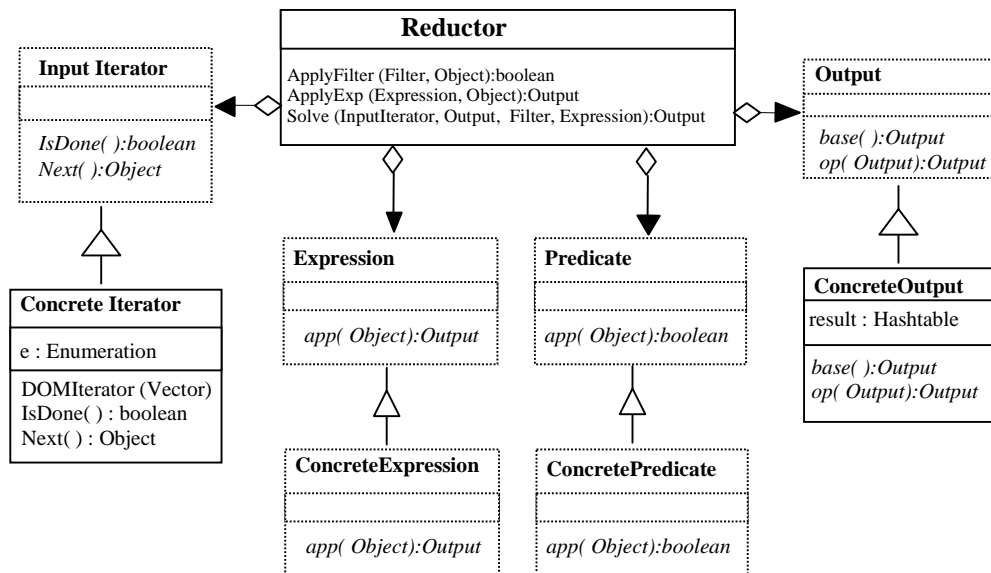 Reductor
ApplyFilter (Filter, Object):boolean
ApplyExp (Expression, Object):Output
Solve (InputIterator, Output, Filter, Expression):Output
Input Iterator
IsDone( ):boolean
Next( ):Object
Output
base( ):Output
op( Output):Output
Expression
app( Object):Output
Predicate
app( Object):boolean
Concrete Iterator
e : Enumeration
DOMIterator (Vector)
IsDone( ) : boolean
Next( ) : Object
ConcreteOutput
result : Hashtable
base( ):Output
op( Output):Output
ConcreteExpression
app( Object):Output
ConcretePredicate
app( Object):boolean